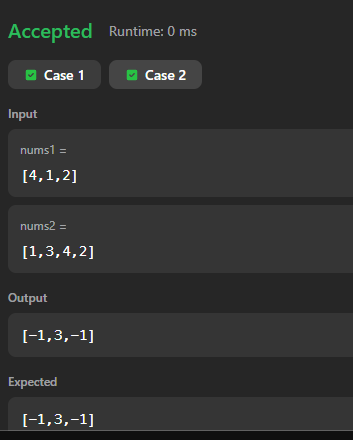 Accepted Runtime: 0 ms
Case 1 Case 2
Input
nums1 =
[4,1,2]
nums2 =
[1,3,4,2]
Output
[-1,3,-1]
Expected
[-1,3,-1]